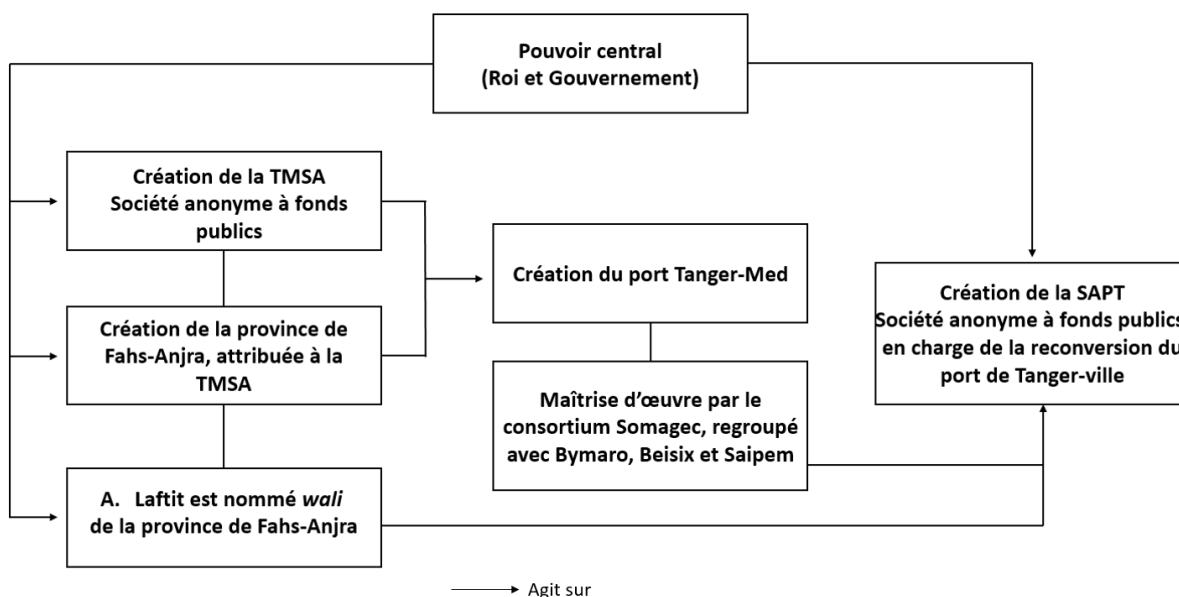 Pouvoir central
(Roi et Gouvernement)
Création de la TMSA
Société anonyme à fonds
publics
Création de la province de
Fahs-Anjra, attribuée à la
TMSA
A. Laftit est nommé wali
de la province de Fahs-Anjra
Création du port Tanger-Med
Maîtrise d’œuvre par le
consortium Somagec, regroupé
avec Bymaro, Beisix et Saipem
Création de la SAPT
Société anonyme à fonds publics
en charge de la reconversion du
port de Tanger-ville
Agit sur